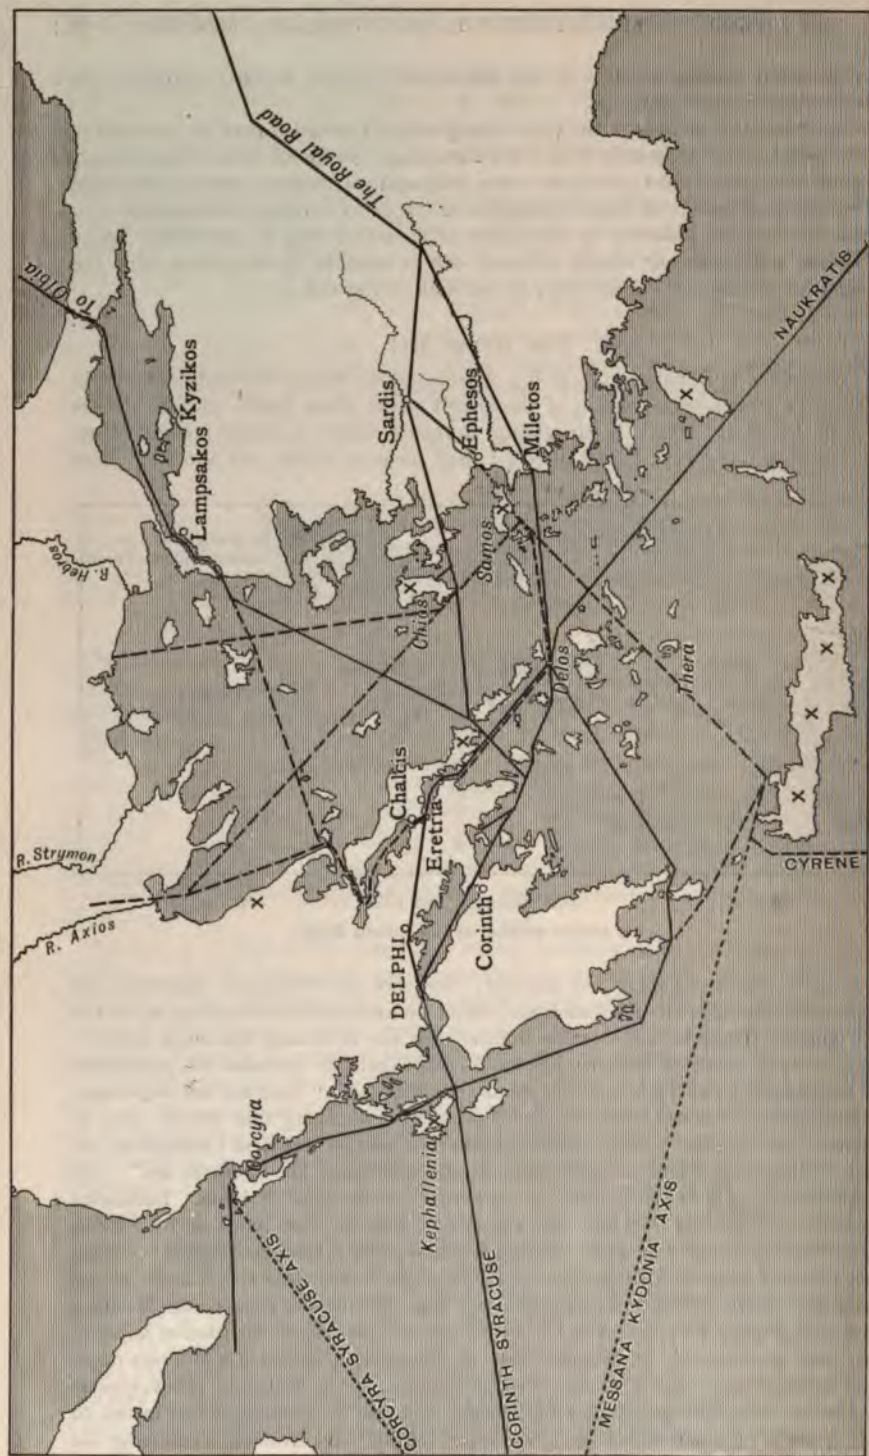 To Olbia
The Royal Road
Kyzikos
Lampsakos
R. Hebros
Sardis
Ephesos
Miletos
Samos
Chios
NAUKRATIS
R. Strymon
R. Axios
Chalcis
Eretria
Delos
Thera
DELPHI
Corinth
CYRENE
Corcyra
Kephallenia
CORCYRA SYRACUSE AXIS
CORINTH SYRACUSE
MESSANA KYDONIA AXIS